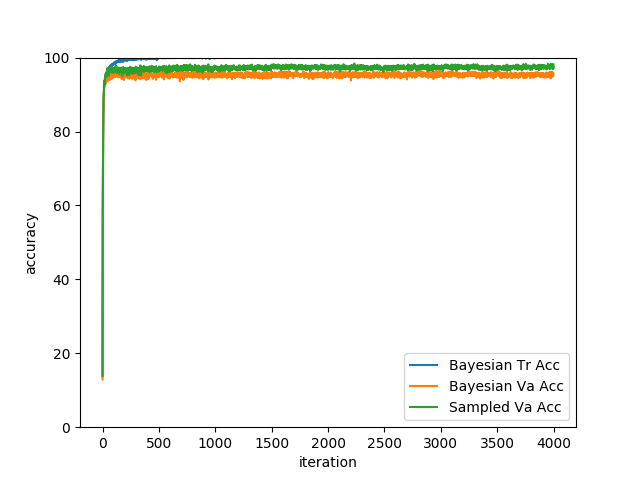 100
80
60
40
20
0
accuracy
Bayesian Tr Acc
Bayesian Va Acc
Sampled Va Acc
0 500 1000 1500 2000 2500 3000 3500 4000
iteration